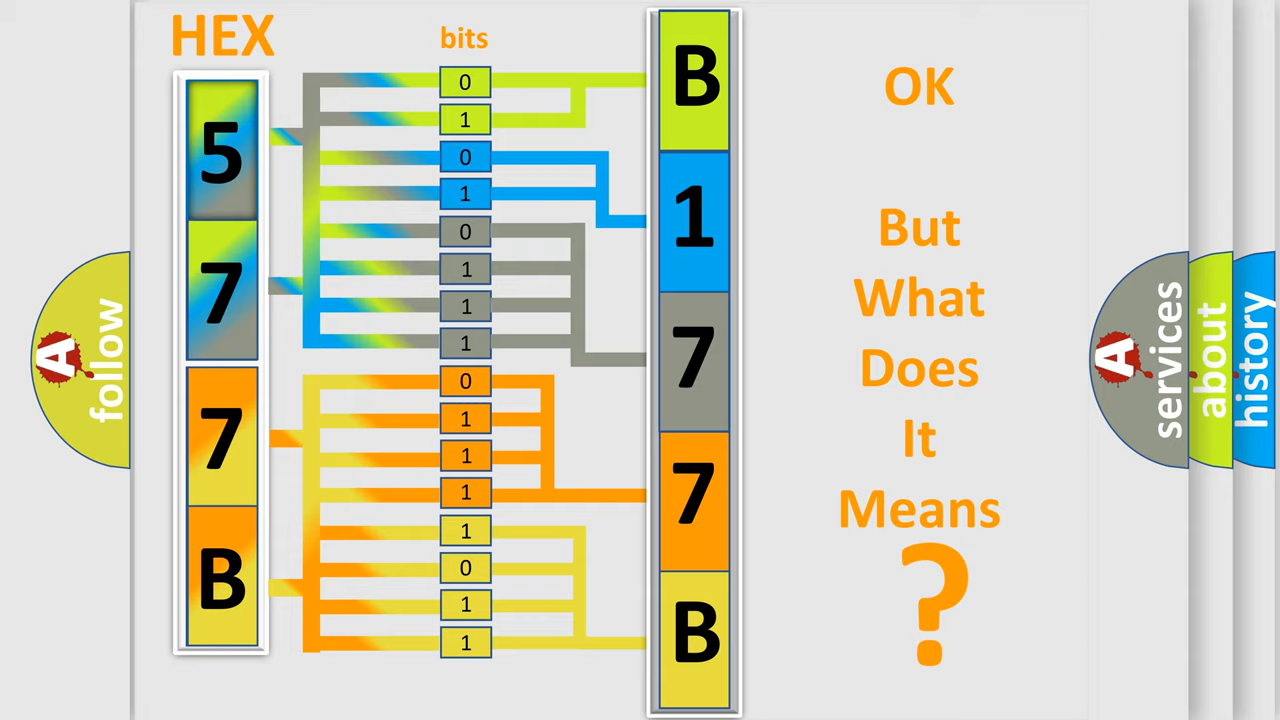 HEX
bits
5
7
7
B
0
1
0
1
0
1
1
1
0
1
1
1
1
0
1
1
B
1
7
7
B
OK
But
What
Does
It
Means
?
A
follow
A
services
about
history